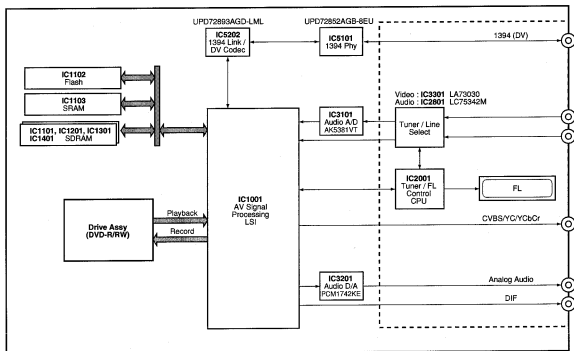 UPD72893AGD-LML
UPD72852AGB-8EU
IC5202
1394 Link /
DV Codec
IC5101
1394 Phy
1394 (DV)
IC1102
Flash
IC1103
SRAM
IC1101, IC1201, IC1301
IC1401 SDRAM
Video : IC3301 LA73030
Audio : IC2801 LC75342M
IC3101
Audio A/D
AK5381VT
Tuner / Line
Select
IC1001
AV Signal
Processing
LSI
IC2001
Tuner / FL
Control
CPU
FL
Drive Assy
(DVD-R/RW)
Playback
Record
CVBS/YC/YCbCr
IC3201
Audio D/A
PCM1742KE
Analog Audio
DIF